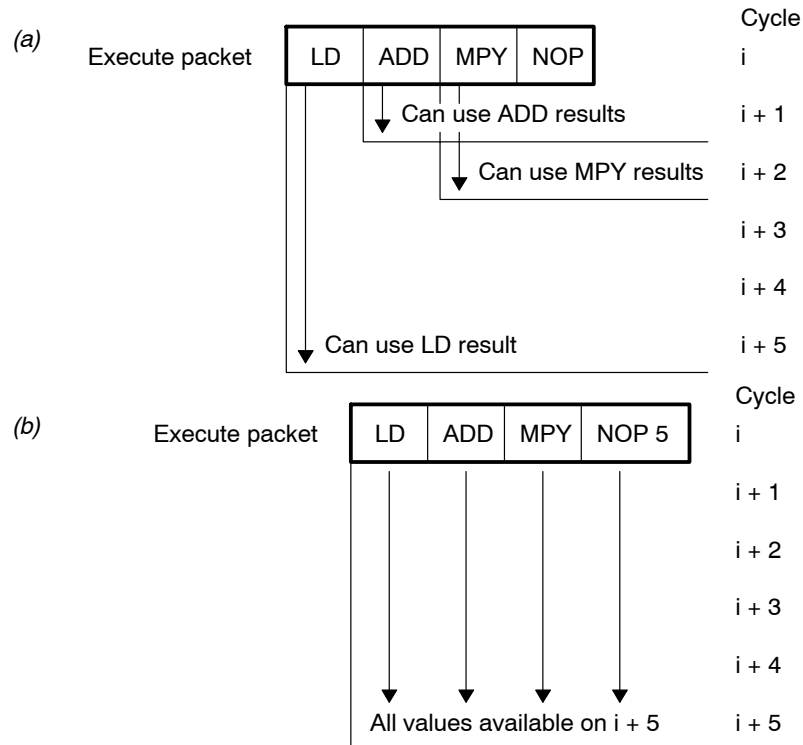 Cycle
(a)
Execute packet LD ADD MPY NOP i
Can use ADD results i + 1
Can use MPY results i + 2
i + 3
i + 4
Can use LD result i + 5
Cycle
(b)
Execute packet LD ADD MPY NOP 5 i
i + 1
i + 2
i + 3
i + 4
All values available on i + 5 i + 5